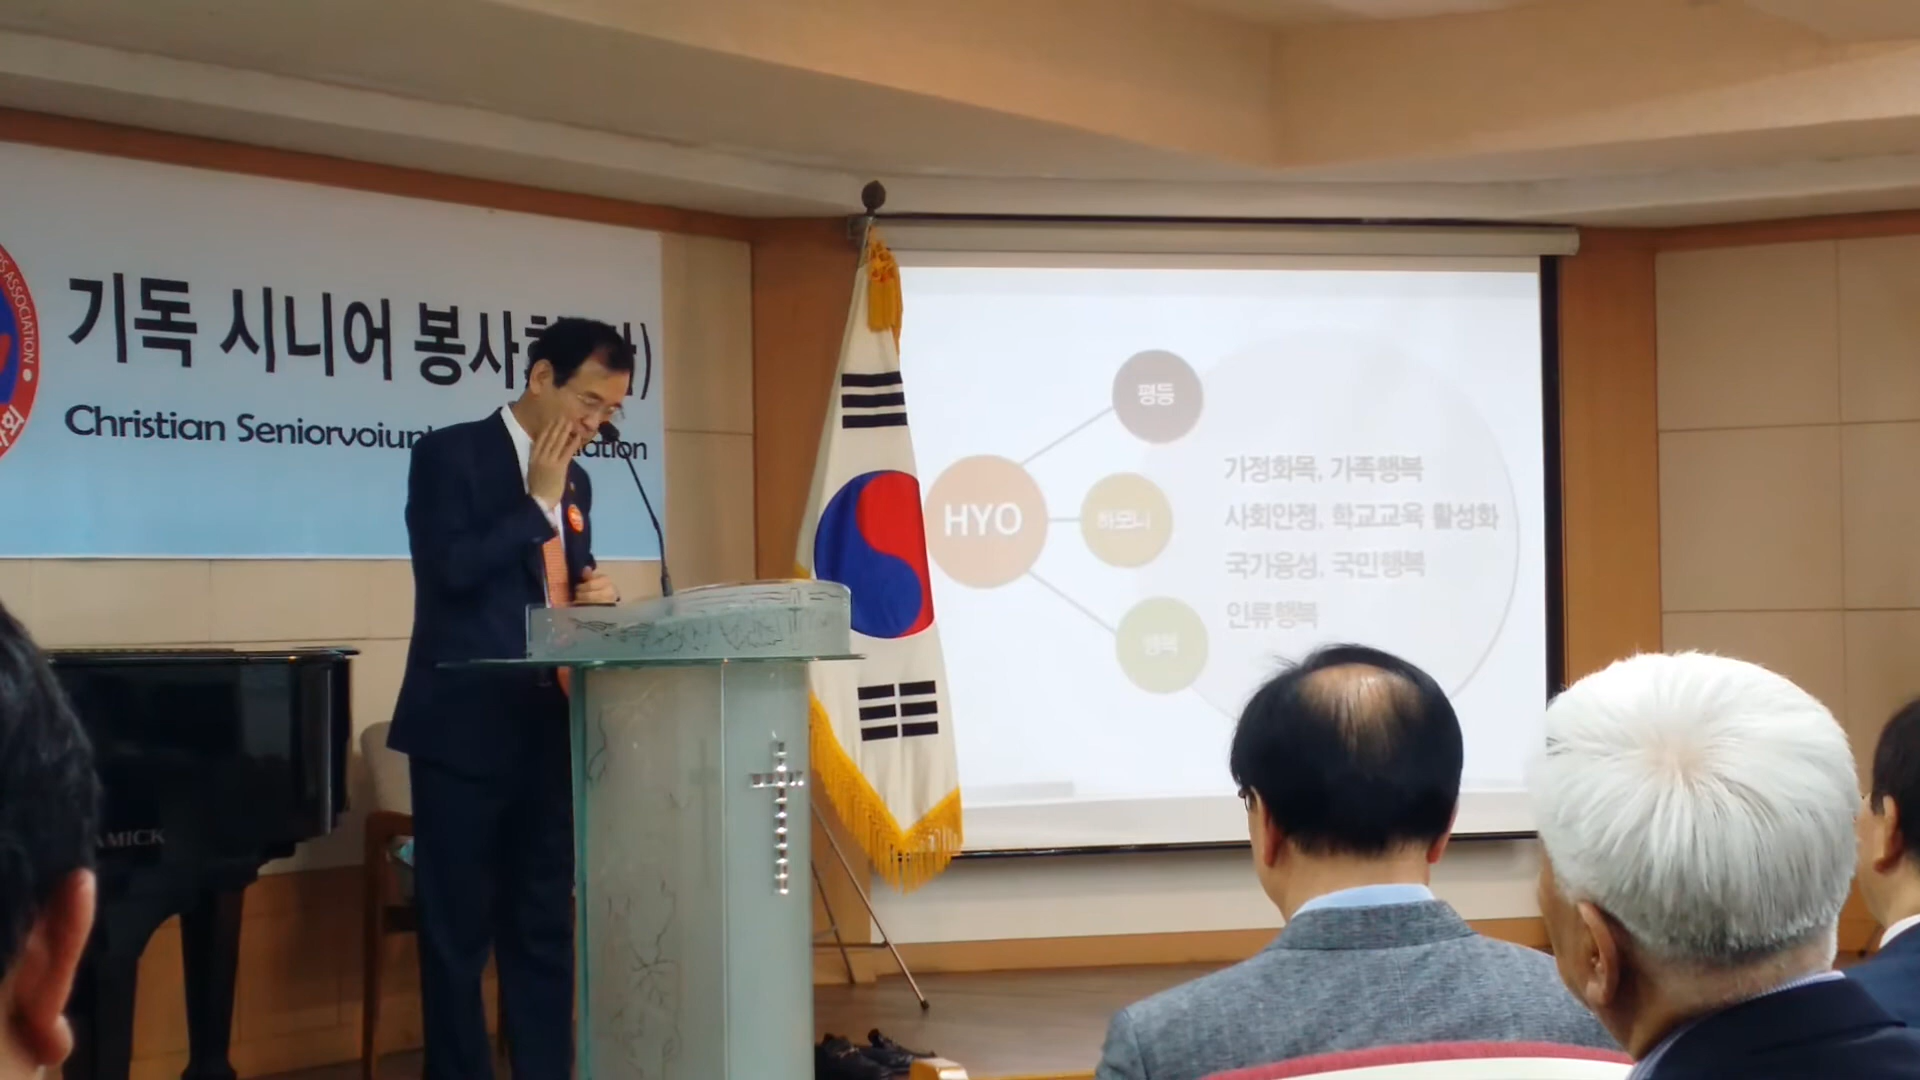 기독 시니어 봉사
Christian
ASSOCIATION
AMICK
평등
HYO
하모니
행복
가정화목, 가족행복
사회안정, 학교교육 활성화
국가융성, 국민행복
인류행복